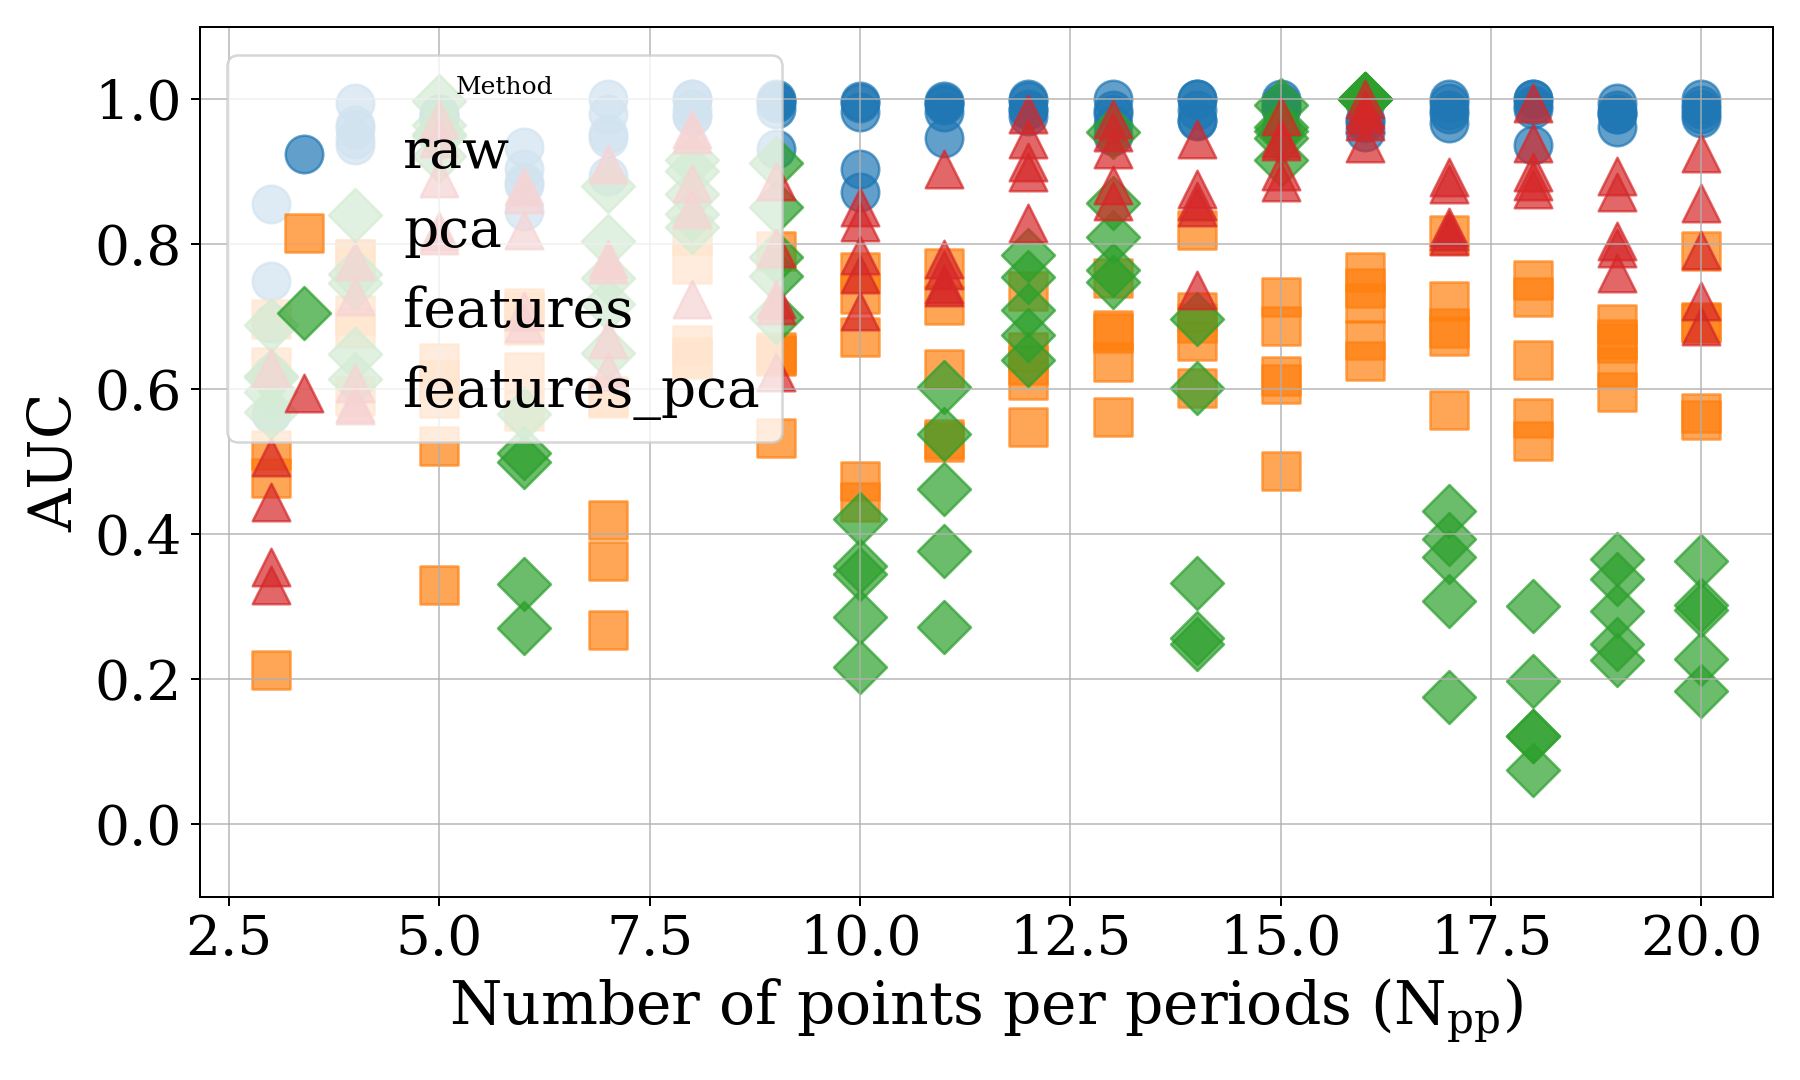 Method
raw
pca
features
features_pca
AUC
1.0
0.8
0.6
0.4
0.2
0.0
2.5 5.0 7.5 10.0 12.5 15.0 17.5 20.0
Number of points per periods (Npp)